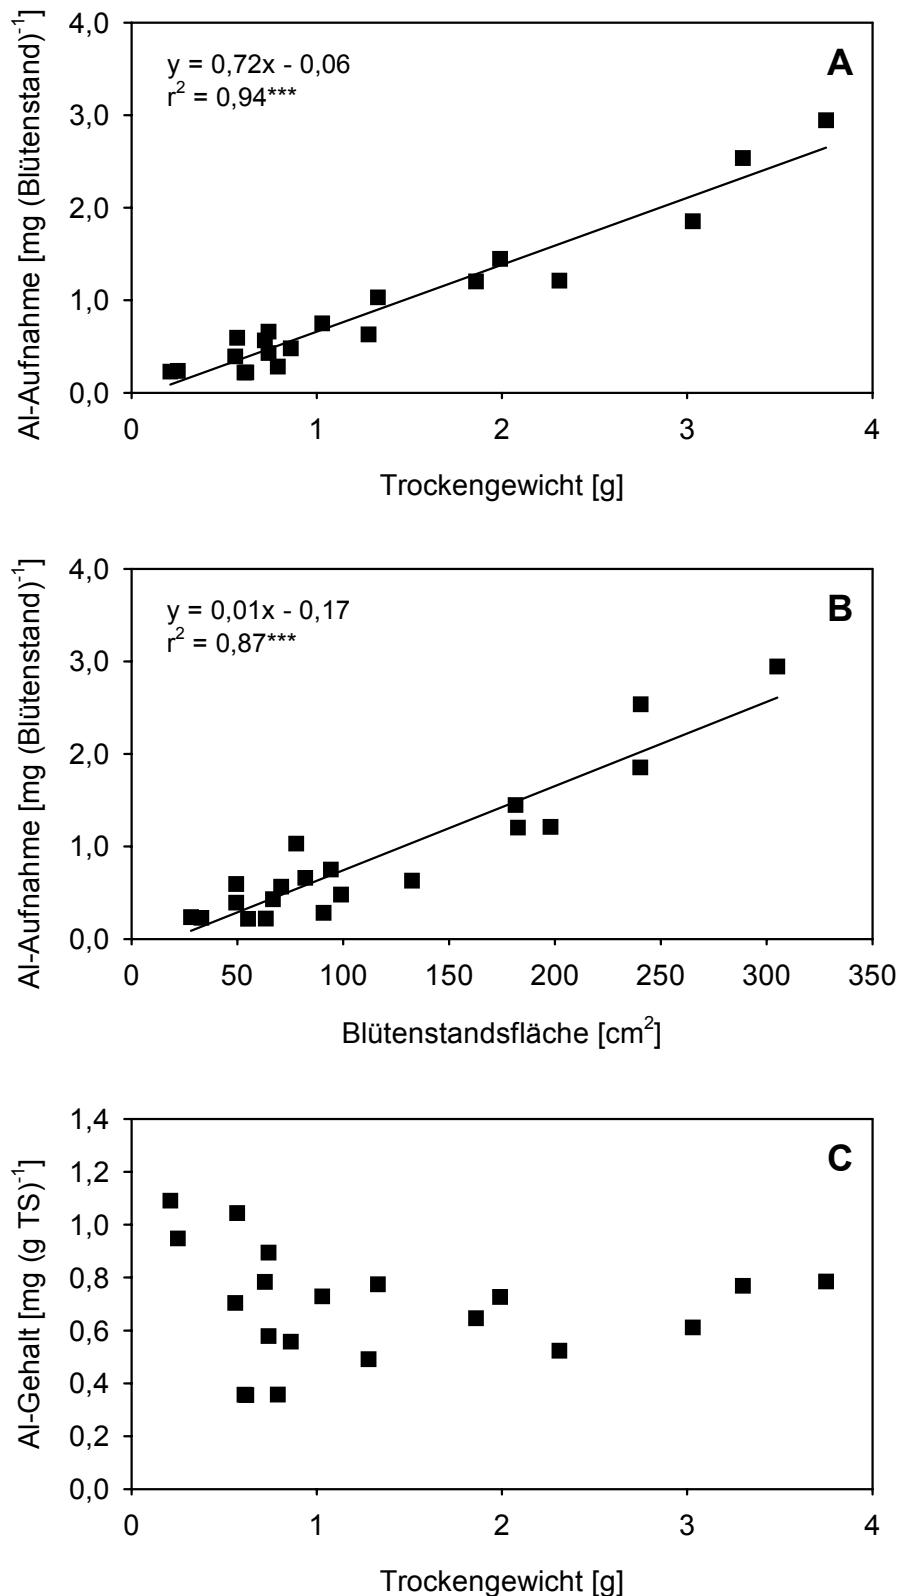 4,0
3,0
2,0
1,0
0,0
Al-Aufnahme [mg (Blütenstand)⁻¹]
y = 0,72x - 0,06
r² = 0,94***
A
0 1 2 3 4
Trockengewicht [g]
4,0
3,0
2,0
1,0
0,0
Al-Aufnahme [mg (Blütenstand)⁻¹]
y = 0,01x - 0,17
r² = 0,87***
B
0 50 100 150 200 250 300 350
Blütenstandsfläche [cm²]
1,4
1,2
1,0
0,8
0,6
0,4
0,2
0,0
Al-Gehalt [mg (g TS)⁻¹]
C
0 1 2 3 4
Trockengewicht [g]